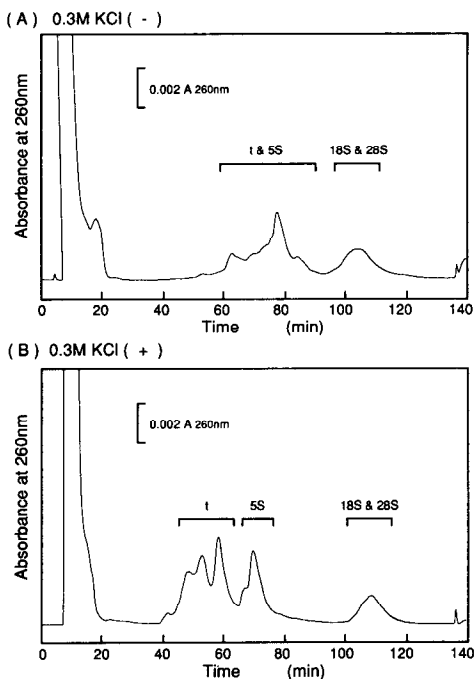 ( A ) 0.3M KCl ( - )
Absorbance at 260nm
0.002 A 260nm
t & 5S
18S & 28S
0 20 40 60 80 100 120 140
Time (min)
( B ) 0.3M KCl ( + )
Absorbance at 260nm
0.002 A 260nm
t
5S
18S & 28S
0 20 40 60 80 100 120 140
Time (min)